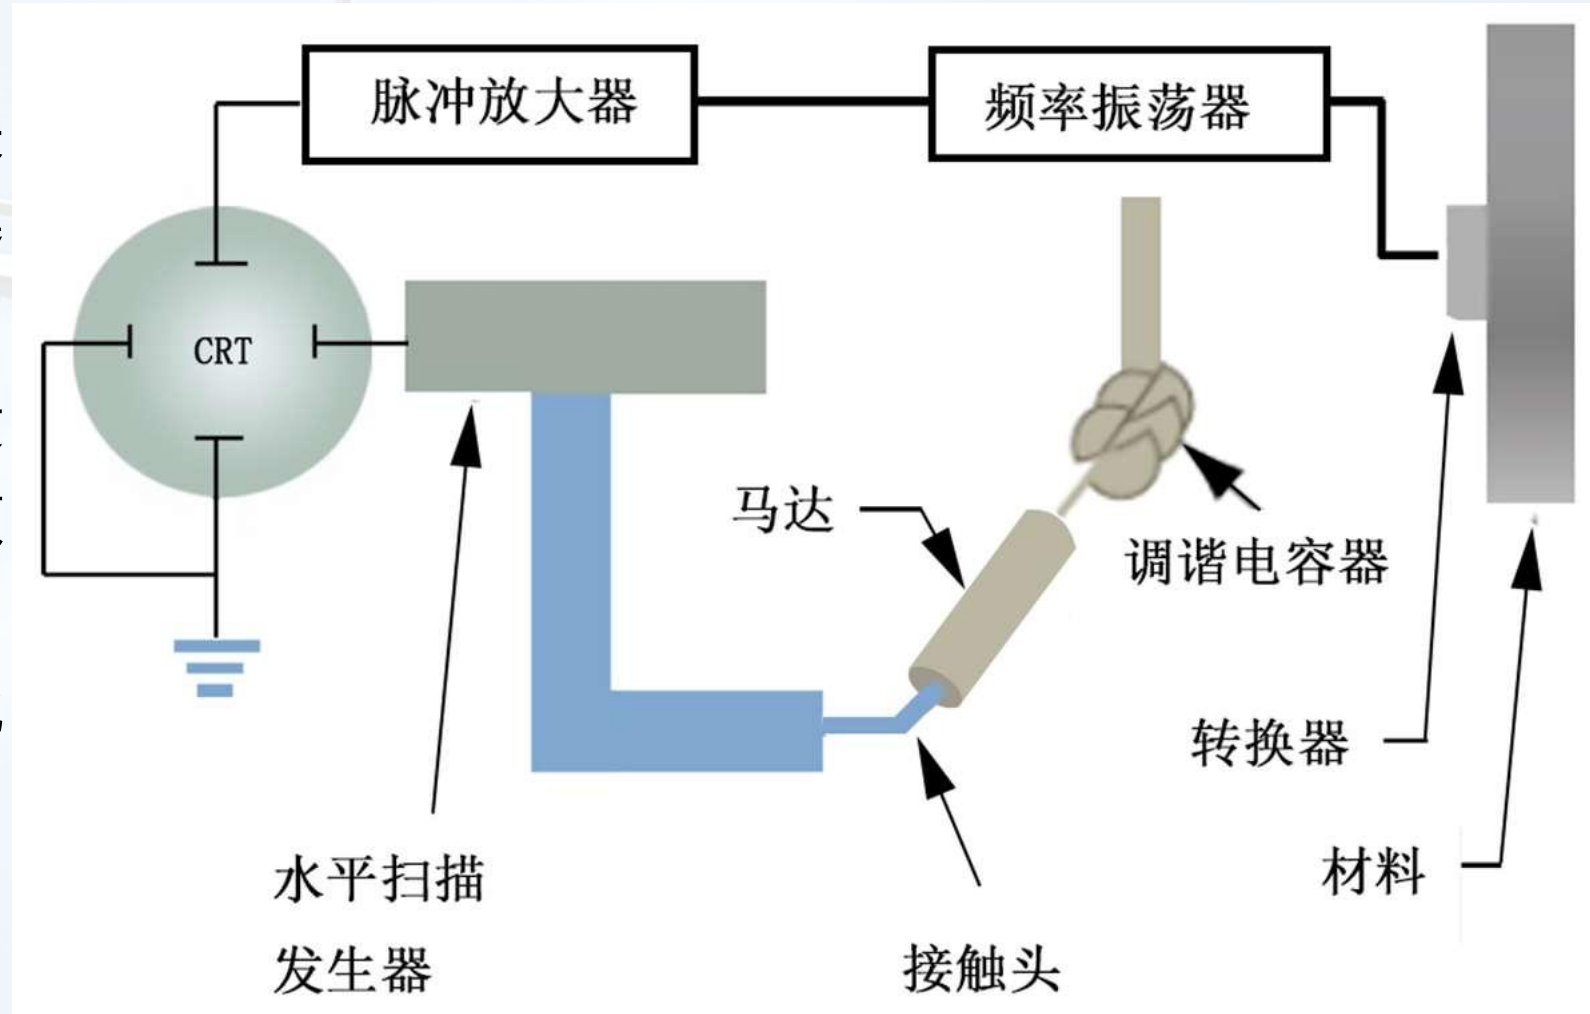 脉冲放大器
频率振荡器
CRT
马达
调谐电容器
转换器
材料
水平扫描
发生器
接触头